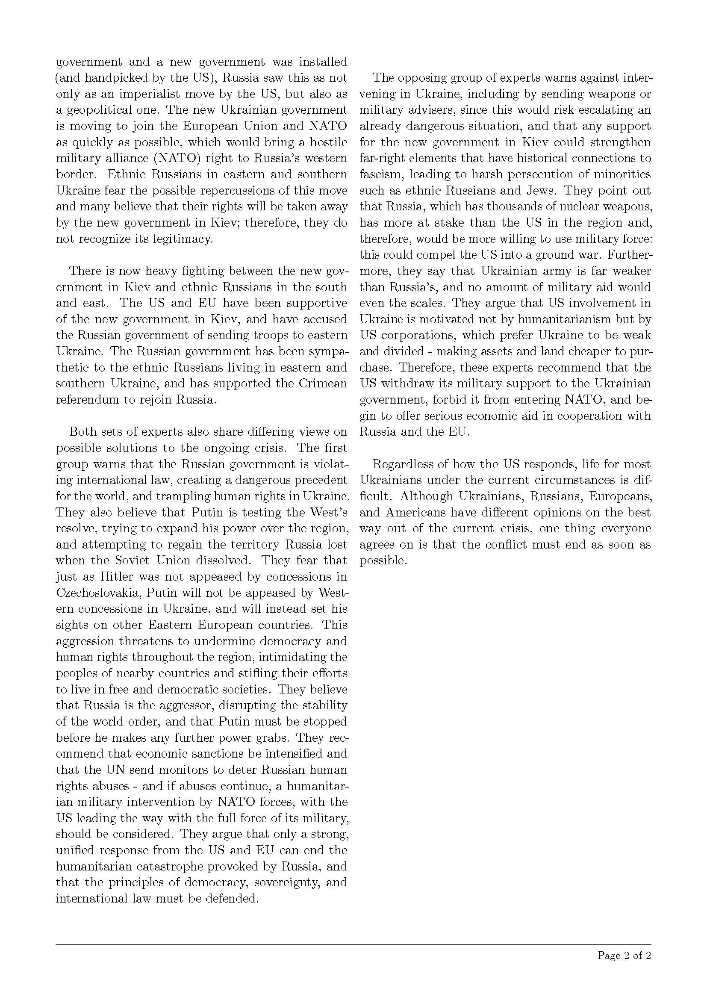 government and a new government was installed
(and handpicked by the US), Russia saw this as not
only as an imperialist move by the US, but also as
a geopolitical one. The new Ukrainian government
is moving to join the European Union and NATO
as quickly as possible, which would bring a hostile
military alliance (NATO) right to Russia's western
border. Ethnic Russians in eastern and southern
Ukraine fear the possible repercussions of this move
and many believe that their rights will be taken away
by the new government in Kiev; therefore, they do
not recognize its legitimacy.
There is now heavy fighting between the new gov-
ernment in Kiev and ethnic Russians in the south
and east. The US and EU have been supportive
of the new government in Kiev, and have accused
the Russian government of sending troops to eastern
Ukraine. The Russian government has been sympa-
thetic to the ethnic Russians living in eastern and
southern Ukraine, and has supported the Crimean
referendum to rejoin Russia.
Both sets of experts also share differing views on
possible solutions to the ongoing crisis. The first
group warns that the Russian government is violat-
ing international law, creating a dangerous precedent
for the world, and trampling human rights in Ukraine.
They also believe that Putin is testing the West's
resolve, trying to expand his power over the region,
and attempting to regain the territory Russia lost
when the Soviet Union dissolved. They fear that
just as Hitler was not appeased by concessions in
Czechoslovakia, Putin will not be appeased by West-
ern concessions in Ukraine, and will instead set his
sights on other Eastern European countries. This
aggression threatens to undermine democracy and
human rights throughout the region, intimidating the
peoples of nearby countries and stifling their efforts
to live in free and democratic societies. They believe
that Russia is the aggressor, disrupting the stability
of the world order, and that Putin must be stopped
before he makes any further power grabs. They rec-
ommend that economic sanctions be intensified and
that the UN send monitors to deter Russian human
rights abuses - and if abuses continue, a humanitar-
ian military intervention by NATO forces, with the
US leading the way with the full force of its military,
should be considered. They argue that only a strong,
unified response from the US and EU can end the
humanitarian catastrophe provoked by Russia, and
that the principles of democracy, sovereignty, and
international law must be defended.
The opposing group of experts warns against inter-
vening in Ukraine, including by sending weapons or
military advisers, since this would risk escalating an
already dangerous situation, and that any support
for the new government in Kiev could strengthen
far-right elements that have historical connections to
fascism, leading to harsh persecution of minorities
such as ethnic Russians and Jews. They point out
that Russia, which has thousands of nuclear weapons,
has more at stake than the US in the region and,
therefore, would be more willing to use military force:
this could compel the US into a ground war. Further-
more, they say that Ukrainian army is far weaker
than Russia's, and no amount of military aid would
even the scales. They argue that US involvement in
Ukraine is motivated not by humanitarianism but by
US corporations, which prefer Ukraine to be weak
and divided - making assets and land cheaper to pur-
chase. Therefore, these experts recommend that the
US withdraw its military support to the Ukrainian
government, forbid it from entering NATO, and be-
gin to offer serious economic aid in cooperation with
Russia and the EU.
Regardless of how the US responds, life for most
Ukrainians under the current circumstances is dif-
ficult. Although Ukrainians, Russians, Europeans,
and Americans have different opinions on the best
way out of the current crisis, one thing everyone
agrees on is that the conflict must end as soon as
possible.
Page 2 of 2